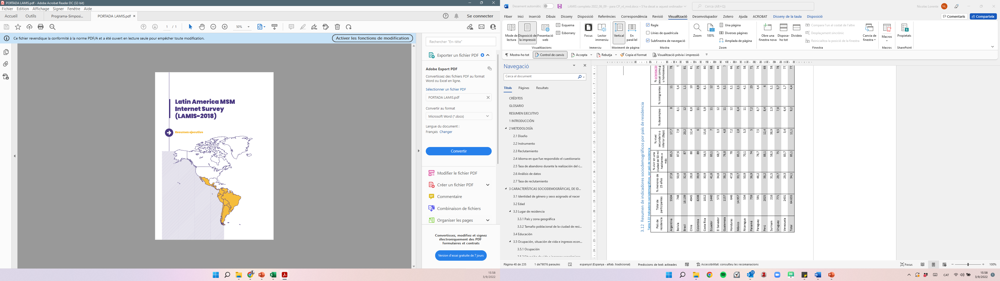 PORTADA LAMIS.pdf - Adobe Acrobat Reader DC (32-bit)
Fichier Edition Affichage Signer Fenêtre Aide
Accueil Outils Programa-Simposi... PORTADA LAMIS.pdf Se connecter
1 / 1 50%
Ce fichier revendique la conformité à la norme PDF/A et a été ouvert en lecture seule pour empêcher toute modification.
Activer les fonctions de modification
Latin America MSM
Internet Survey
(LAMIS-2018)
Resumen ejecutivo
Rechercher "En-tête"
Exporter un fichier PDF
Adobe Export PDF
Convertissez des fichiers PDF au format
Word ou Excel en ligne.
Sélectionner un fichier PDF
PORTADA LAMIS.pdf
Convertir au format
Microsoft Word (*.docx)
Langue du document :
Français Changer
Convertir
Modifier le fichier PDF
Créer un fichier PDF
Commentaire
Combinaison de fichiers
Organiser les pages
Convertissez, modifiez et signez
électroniquement des PDF
formulaires et contrats
Version d'essai gratuite de 7 jours
15:58
3/9/2022
Desament automàtic
LAMIS completo 2022_06_09 - para CP_nl_mrd.docx • S'ha desat a: aquest ordinador
Cerca (Alt+Q)
Nicolas Lorente NL
Fitxer Inici Inserció Dibuix Disseny Disposició Referències Correspondència Revisió Visualització Desenvolupador Zotero Ajuda ACROBAT Disseny de la taula Disposició
Comentaris Comparteix
Mode de lectura
Disposició de la impressió
Presentació web
Esquema
Esborrany
Visualitzacions
Focus
Lector immersiu
Immersiu
Vertical
En paral·lel
Moviment de pàgina
Regle
Línies de quadrícula
Subfinestra de navegació
Mostra
Zoom
100%
Una pàgina
Diverses pàgines
Amplada de pàgina
Zoom
Obre una finestra nova
Disposa-ho tot
Divideix
Compara l'un al costat de l'altre
Desplaçament sincrònic
Reinicialitza la posició de la finestra
Canvia de finestra
Finestra
Macros
Macros
Propietats
SharePoint
Mostra-ho tot Control de canvis Accepta Rebutja Copia el format Visualització prèvia i impressió
Navegació
Cerca al document
Títols Pàgines Resultats
CRÉDITOS
GLOSARIO
RESUMEN EJECUTIVO
1 INTRODUCCIÓN
2 METODOLOGÍA
2.1 Diseño
2.2 Instrumento
2.3 Reclutamiento
2.4 Idioma en que fue respondido el cuestionario
2.5 Tasa de abandono durante la realización del c...
2.6 Análisis de datos
2.7 Tasa de reclutamiento
3 CARACTERÍSTICAS SOCIODEMOGRÁFICAS, DE ID...
3.1 Identidad de género y sexo asignado al nacer
3.2 Edad
3.3 Lugar de residencia
3.3.1 País y zona geográfica
3.3.2 Tamaño poblacional de la ciudad de resi...
3.4 Educación
3.5 Ocupación, situación de vida e ingresos econ...
3.5.1 Ocupación
3.12 Resumen de indicadores sociodemográficos por país de residencia
Tabla 3.22 Indicadores sociodemográficos, por país de residencia
País de residencia Total de participantes % menores de 25 años % vivir en una ciudad de 50 mil habitantes o más % nivel secundario o inferior (Bajo) % desempleo % inmigrantes % orientación sexual como g u homosexua
Argentina 5504 27,8 85,5 17,7 8 11 78,
Bolivia 748 50,9 87,6 7,9 8,1 5,4
Brasil 18.139 32,6 87 20,2 12 1,1 81,
Chile 4945 28,8 88 12,4 8,8 10 81,
Colombia 8208 39,9 89 6 11 4,9 75,
Costa Rica 1012 30,9 56,5 15,6 5,9 8,1 80,
Ecuador 1440 41,6 83,1 7 11 12 68,
El Salvador 572 34,8 68,7 3,3 12 2,6 69,
Guatemala 1157 38,2 76,8 4,8 11 3,1 7
Honduras 646 47,8 78 7,2 12 3,1 66,
México 14.957 33,7 85,1 2,8 6,4 2,1 75,
Nicaragua 534 50,9 70,1 5,3 11 4,1 58,
Panamá 759 36,9 74 5 7,2 23 71,
Paraguay 591 46,2 76,7 7,5 8,7 4,4 74,
Perú 2025 38,2 88,1 12,4 8,4 6 69,
Surinam 216 31,5 58,3 38,9 2,3 5,1 59,
Uruguay 771 29,7 75 9,5 7,8 5,7 78,
Venezuela 2431 29,3 83,7 3,4 6,4 1,7 77,
Total 64.655 34,1 85,1 11,1 9,2 4,4 77,
Pàgina 48 de 235 1 de79076 paraules espanyol (Espanya - alfab. tradicional) Prediccions de text: activades Accessibilitat: consulteu les recomanacions Focus 100%
CAT
15:58
3/9/2022